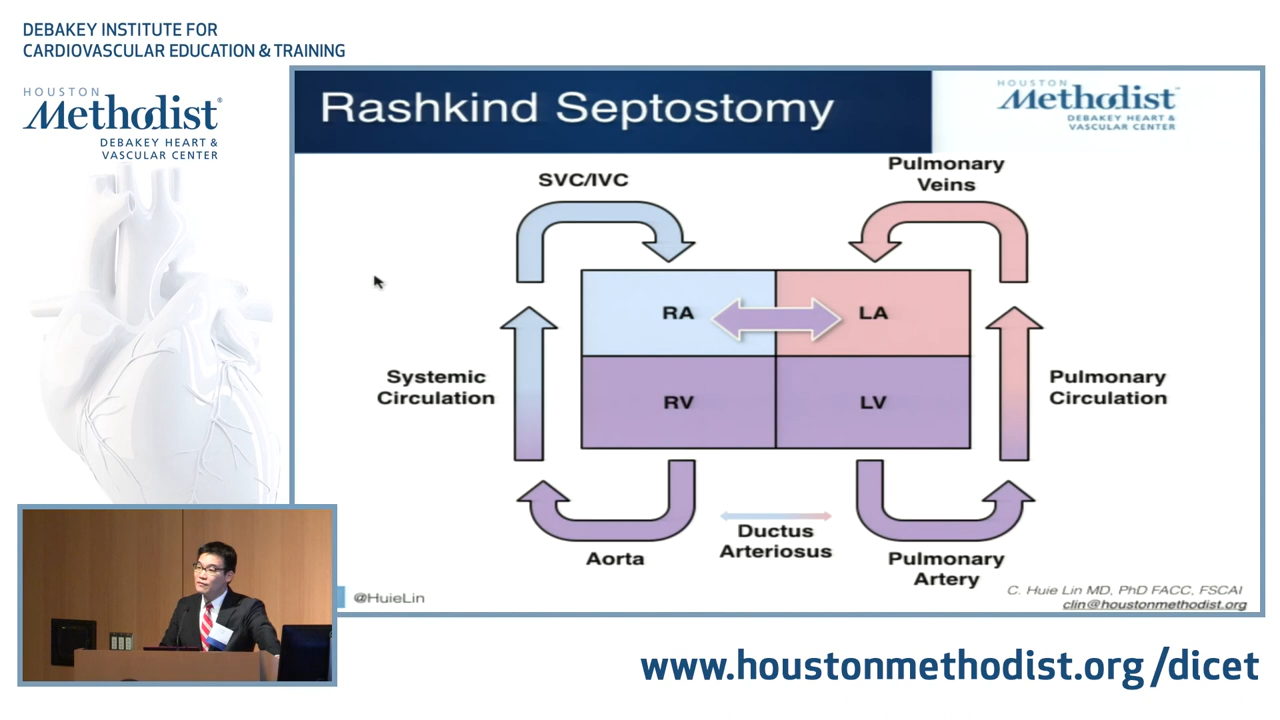 DEBAKEY INSTITUTE FOR
CARDIOVASCULAR EDUCATION & TRAINING
HOUSTON
Methodist®
DEBAKEY HEART &
VASCULAR CENTER
Rashkind Septostomy
HOUSTON
Methodist™
DEBAKEY HEART &
VASCULAR CENTER
SVC/IVC
Pulmonary
Veins
RA
LA
Systemic
Circulation
RV
LV
Pulmonary
Circulation
Aorta
Ductus
Arteriosus
Pulmonary
Artery
@HuieLin
C. Huie Lin MD, PhD FACC, FSCAI
clin@houstonmethodist.org
www.houstonmethodist.org/dicet